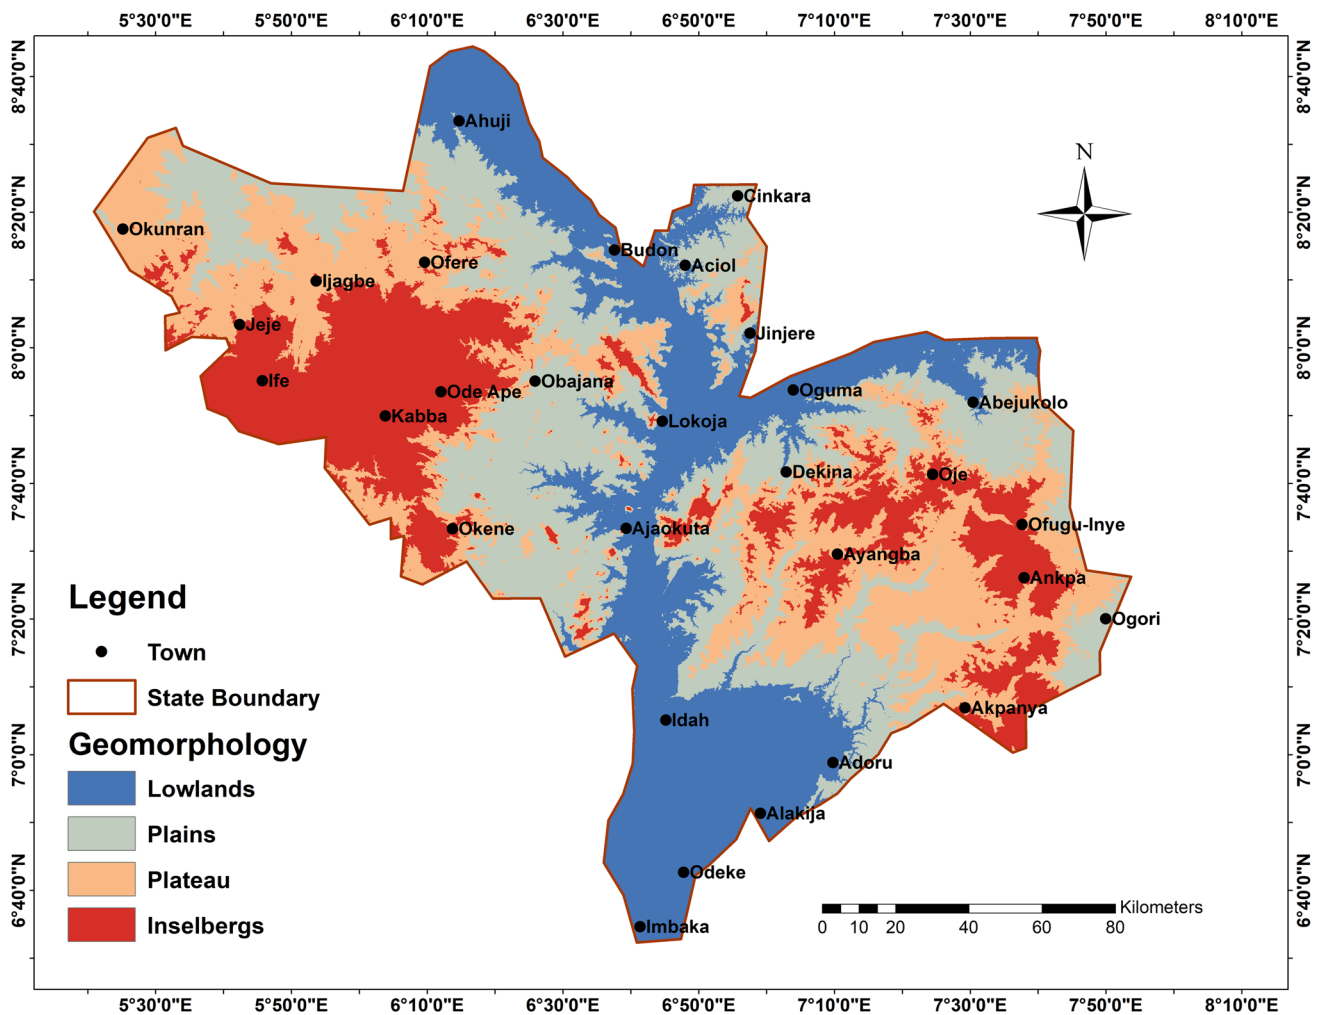 5°30'0"E 5°50'0"E 6°10'0"E 6°30'0"E 6°50'0"E 7°10'0"E 7°30'0"E 7°50'0"E 8°10'0"E
8°40'0"N
8°20'0"N
8°0'0"N
7°40'0"N
7°20'0"N
7°0'0"N
6°40'0"N
8°40'0"N
8°20'0"N
8°0'0"N
7°40'0"N
7°20'0"N
7°0'0"N
6°40'0"N
N
Ahuji
Cinkara
Okunran
Budon
Ofere
Aciol
Ijagbe
Jeje
Jinjere
Ife
Obajana
Ode Ape
Oguma
Abejukolo
Kabba
Lokoja
Dekina
Oje
Okene
Ajaokuta
Ofugu-Inye
Ayangba
Ankpa
Ogori
Akpanya
Idah
Adoru
Alakija
Odeke
Imbaka
Legend
Town
State Boundary
Geomorphology
Lowlands
Plains
Plateau
Inselbergs
Kilometers
0 10 20 40 60 80
5°30'0"E 5°50'0"E 6°10'0"E 6°30'0"E 6°50'0"E 7°10'0"E 7°30'0"E 7°50'0"E 8°10'0"E